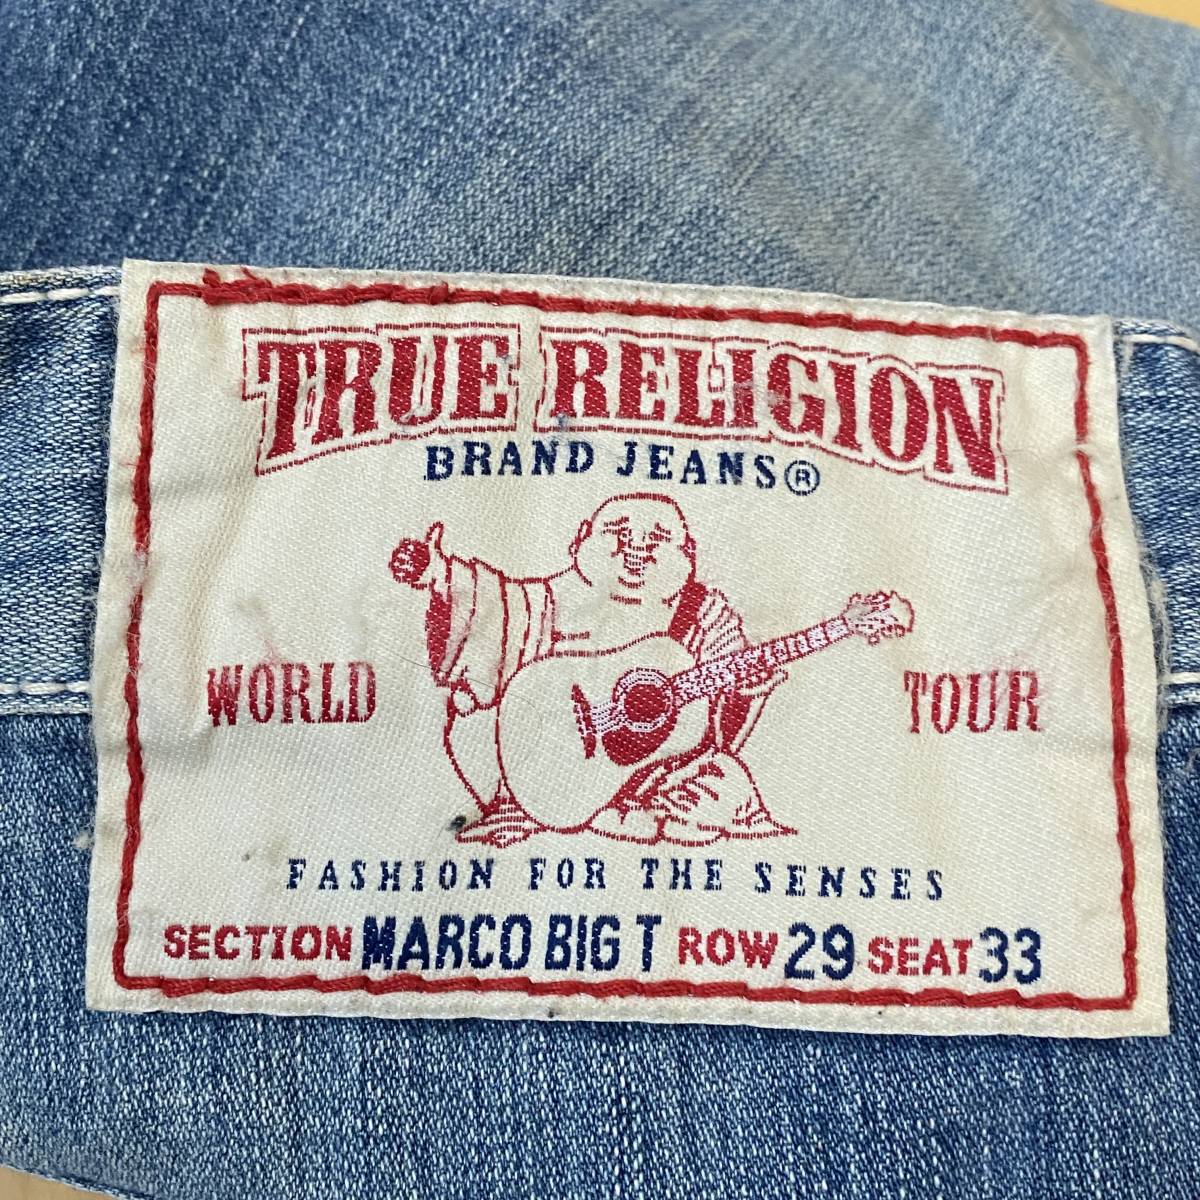 TRUE RELIGION
BRAND JEANS®
WORLD TOUR
FASHION FOR THE SENSES
SECTION MARCO BIG T ROW 29 SEAT 33